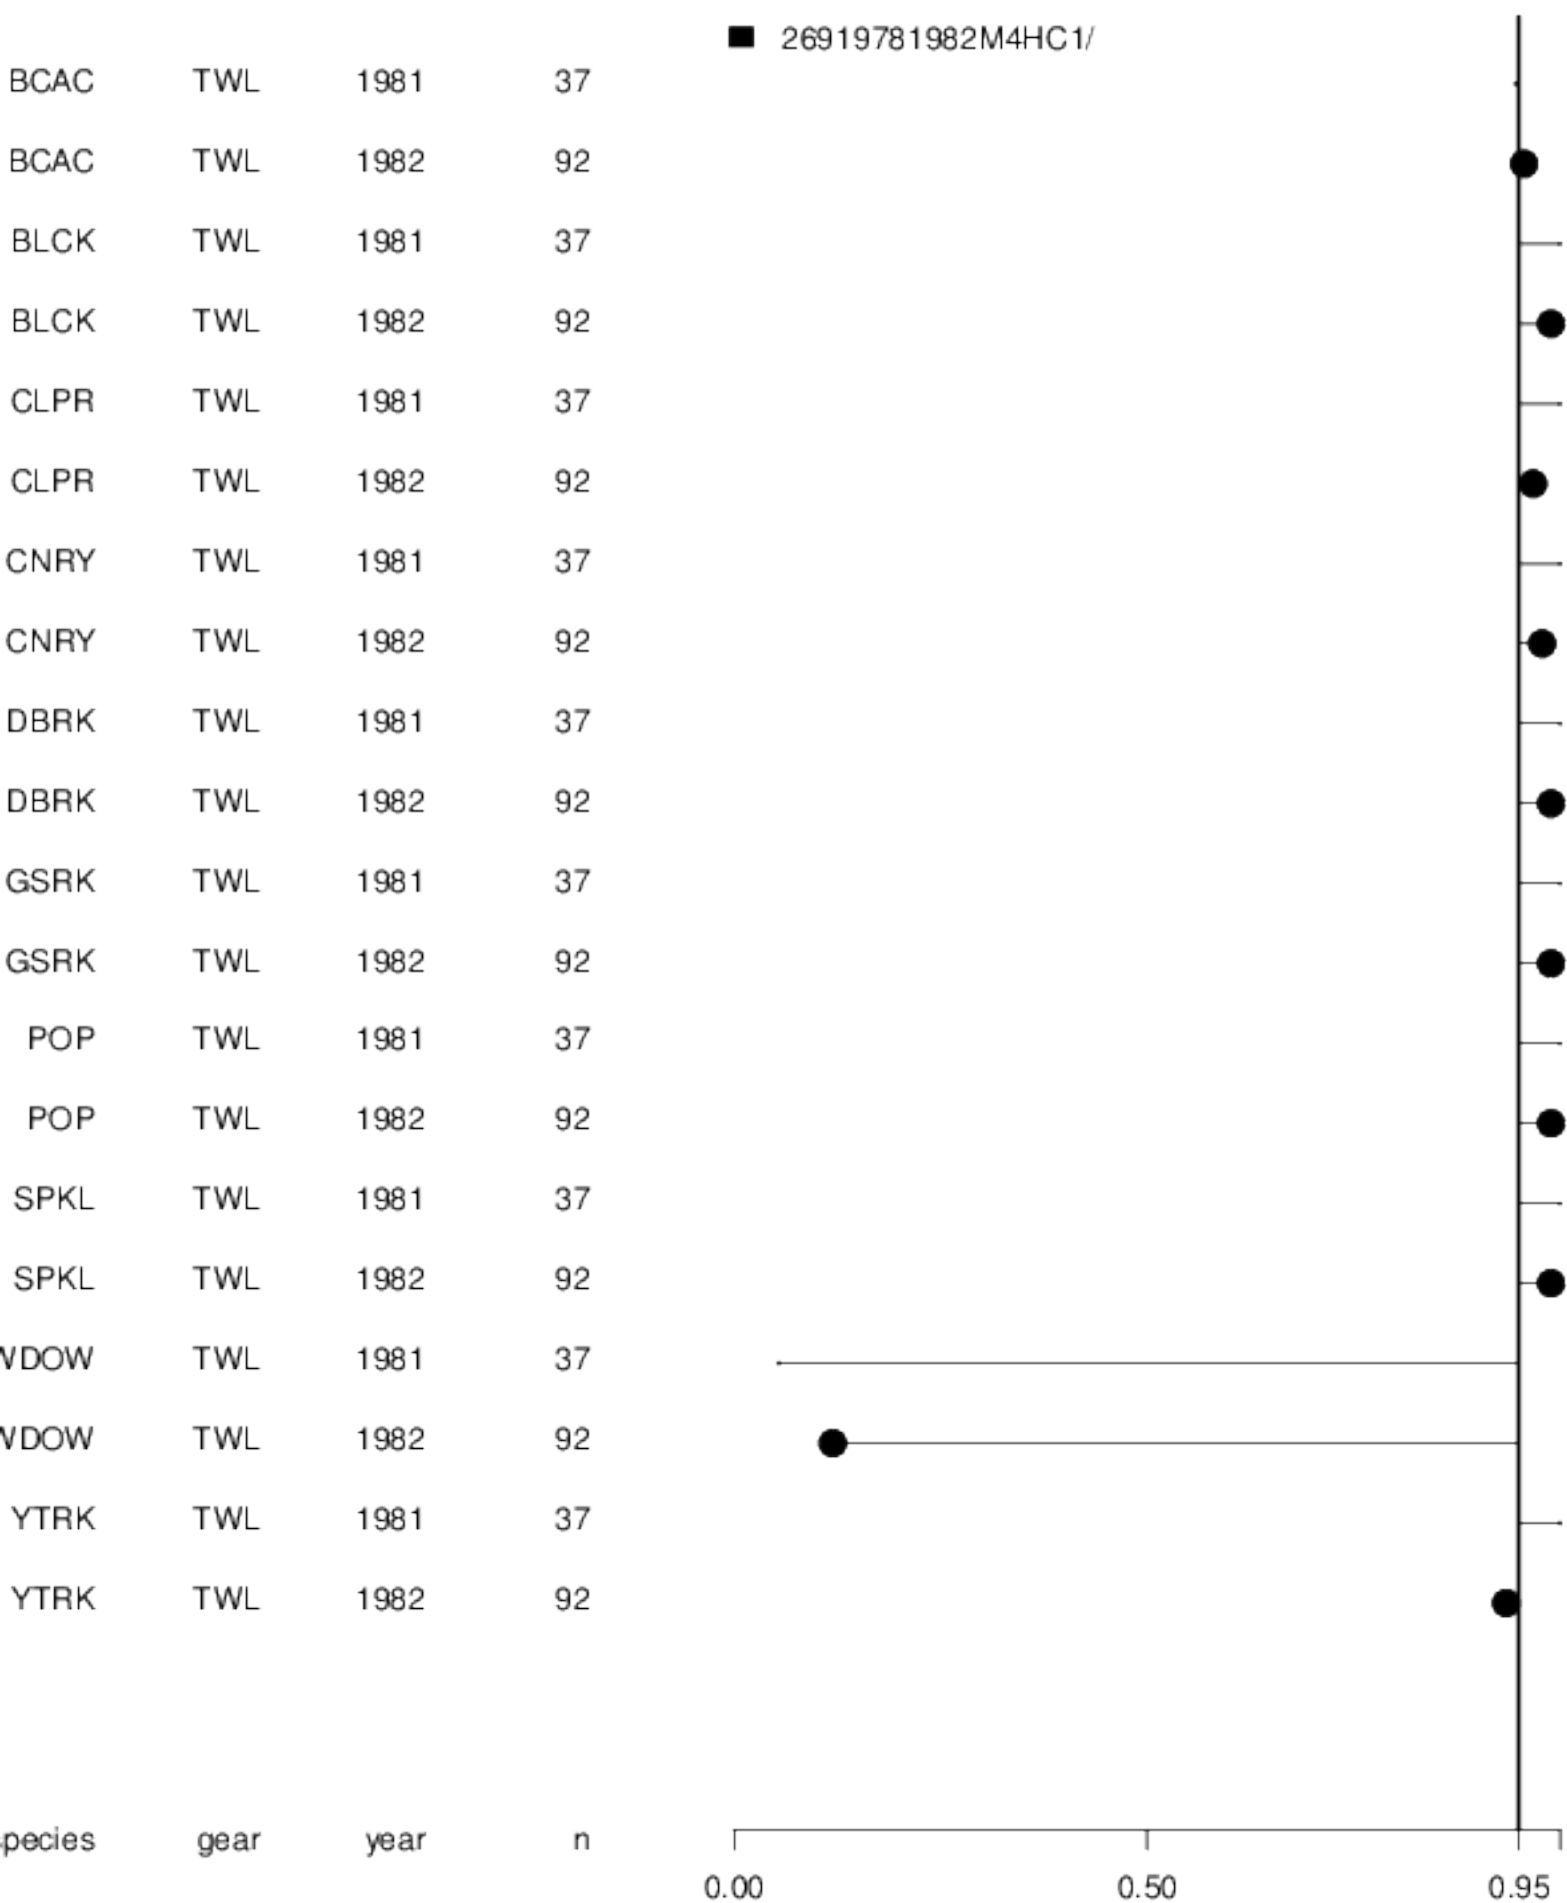 26919781982M4HC1/
BCAC TWL 1981 37
BCAC TWL 1982 92
BLCK TWL 1981 37
BLCK TWL 1982 92
CLPR TWL 1981 37
CLPR TWL 1982 92
CNRY TWL 1981 37
CNRY TWL 1982 92
DBRK TWL 1981 37
DBRK TWL 1982 92
GSRK TWL 1981 37
GSRK TWL 1982 92
POP TWL 1981 37
POP TWL 1982 92
SPKL TWL 1981 37
SPKL TWL 1982 92
WDOW TWL 1981 37
WDOW TWL 1982 92
YTRK TWL 1981 37
YTRK TWL 1982 92
pecies gear year n
0.00 0.50 0.95